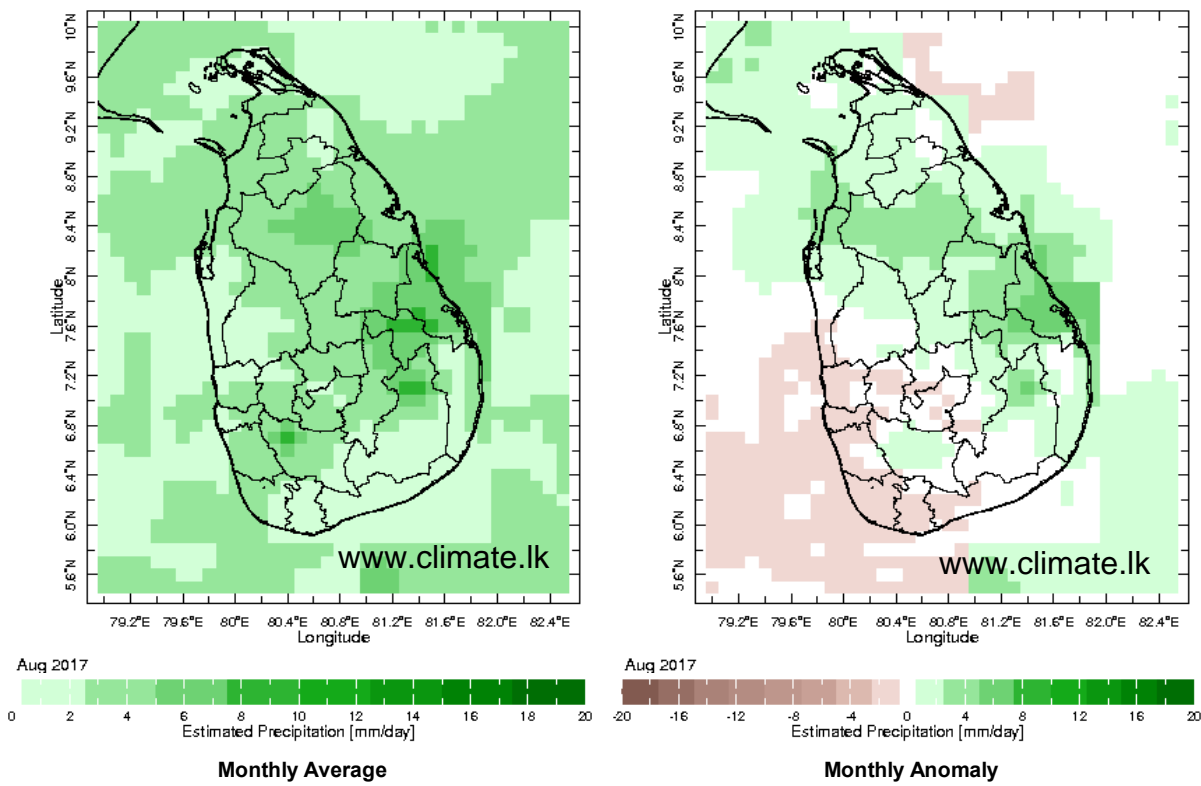 10°N
9.6°N
9.2°N
8.8°N
8.4°N
8°N
7.6°N
7.2°N
6.8°N
6.4°N
6.0°N
5.6°N
Latitude
www.climate.lk
79.2°E 79.6°E 80°E 80.4°E 80.8°E 81.2°E 81.6°E 82.0°E 82.4°E
Longitude
Aug 2017
0 2 4 6 8 10 12 14 16 18 20
Estimated Precipitation [mm/day]
Monthly Average
10°N
9.6°N
9.2°N
8.8°N
8.4°N
8°N
7.6°N
7.2°N
6.8°N
6.4°N
6.0°N
5.6°N
Latitude
www.climate.lk
79.2°E 79.6°E 80°E 80.4°E 80.8°E 81.2°E 81.6°E 82.0°E 82.4°E
Longitude
Aug 2017
-20 -16 -12 -8 -4 0 4 8 12 16 20
Estimated Precipitation [mm/day]
Monthly Anomaly